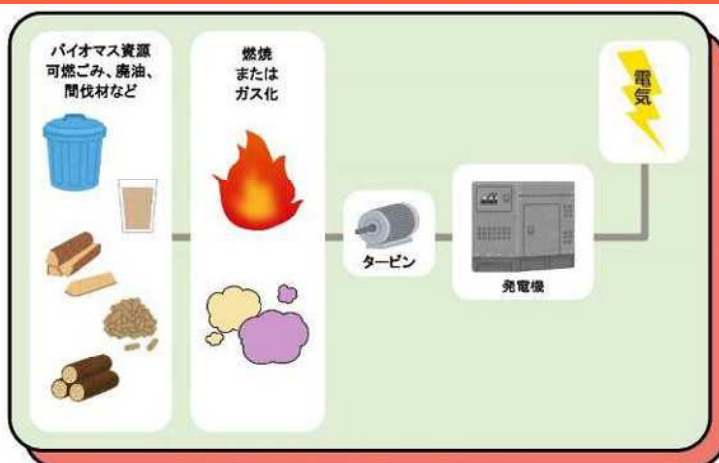 バイオマス資源
可燃ごみ、廃油、
間伐材など
燃焼
または
ガス化
タービン
発電機
電気